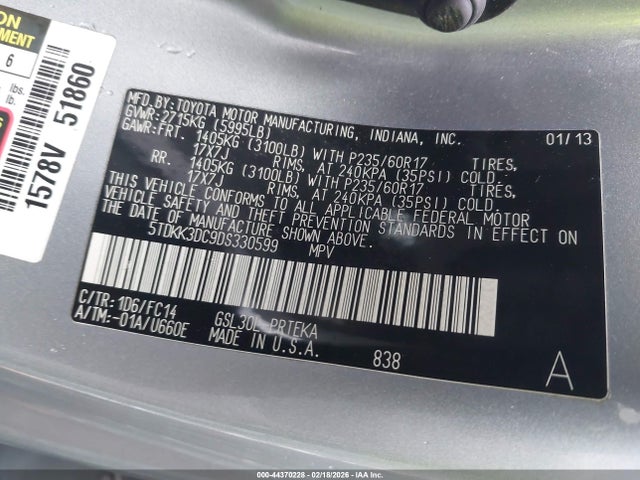 ON
EMENT
6
lbs.
lb.
1578V 51860
MFD.BY:TOYOTA MOTOR MANUFACTURING, INDIANA, INC. 01/13
GVWR:2715KG (5995LB)
GAWR:FRT. 1405KG (3100LB) WITH P235/60R17 TIRES,
17X7J RIMS, AT 240KPA (35PSI) COLD.
RR. 1405KG (3100LB) WITH P235/60R17 TIRES,
17X7J RIMS, AT 240KPA (35PSI) COLD.
THIS VEHICLE CONFORMS TO ALL APPLICABLE FEDERAL MOTOR
VEHICLE SAFETY AND THEFT PREVENTION STANDARDS IN EFFECT ON
THE DATE OF MANUFACTURE SHOWN ABOVE.
5TDKK3DC9DS330599 MPV
C/TR:1D6/FC14
A/TM:-01A/U660E
GSL30L-PRTEKA
MADE IN U.S.A.
838
A
000-44370228 - 02/18/2026 - COPYRIGHT IAA, LLC